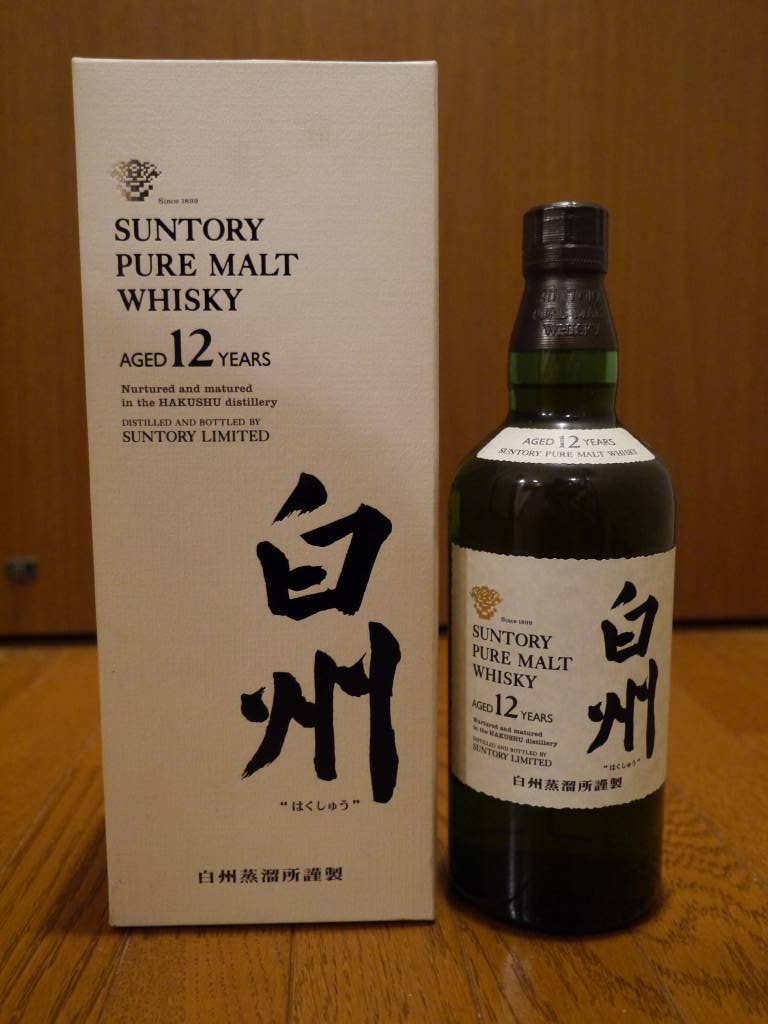 Since 1899
SUNTORY
PURE MALT
WHISKY
AGED 12 YEARS
Nurtured and matured
in the HAKUSHU distillery
DISTILLED AND BOTTLED BY
SUNTORY LIMITED
白州
“はくしゅう”
白州蒸溜所謹製
SUNTORY
WHISKY
AGED 12 YEARS
SUNTORY PURE MALT WHISKY
Since 1899
SUNTORY
PURE MALT
WHISKY
AGED 12 YEARS
Nurtured and matured
in the HAKUSHU distillery
DISTILLED AND BOTTLED BY
SUNTORY LIMITED
白州
“はくしゅう”
白州蒸溜所謹製